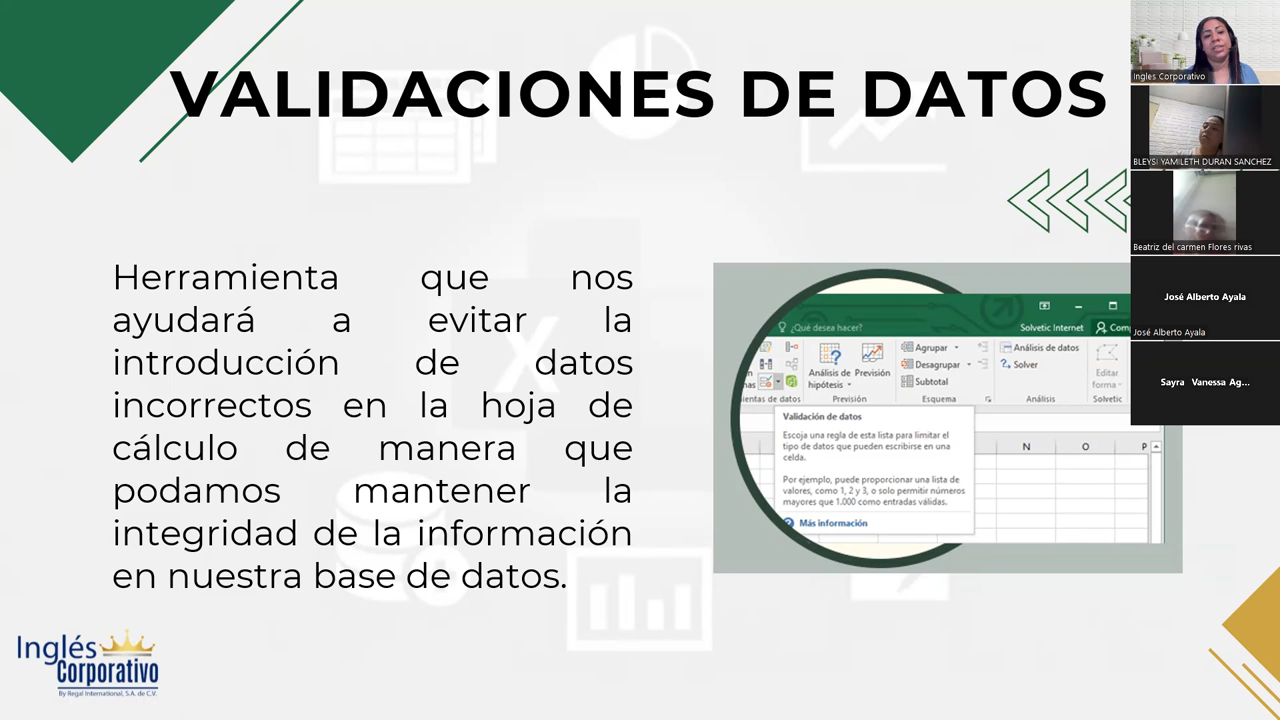 VALIDACIONES DE DATOS
Herramienta que nos
ayudará a evitar la
introducción de datos
incorrectos en la hoja de
cálculo de manera que
podamos mantener la
integridad de la información
en nuestra base de datos.
¿Qué desea hacer?
Solvetic Internet
Agrupar
Desagrupar
Subtotal
Análisis de
hipótesis
Previsión
Análisis de datos
Solver
Editar
forma
Previsión
Esquema
Análisis
Solvetic
Validación de datos
Escoja una regla de esta lista para limitar el
tipo de datos que pueden escribirse en una
celda.
Por ejemplo, puede proporcionar una lista de
valores, como 1, 2 y 3, o solo permitir números
mayores que 1.000 como entradas válidas.
Más información
N O P
Ingles Corporativo
BLEYSI YAMILETH DURAN SANCHEZ
Beatriz del carmen Flores rivas
José Alberto Ayala
José Alberto Ayala
Sayra Vanessa Ag...
Inglés
Corporativo
By Regal International, S.A. de C.V.